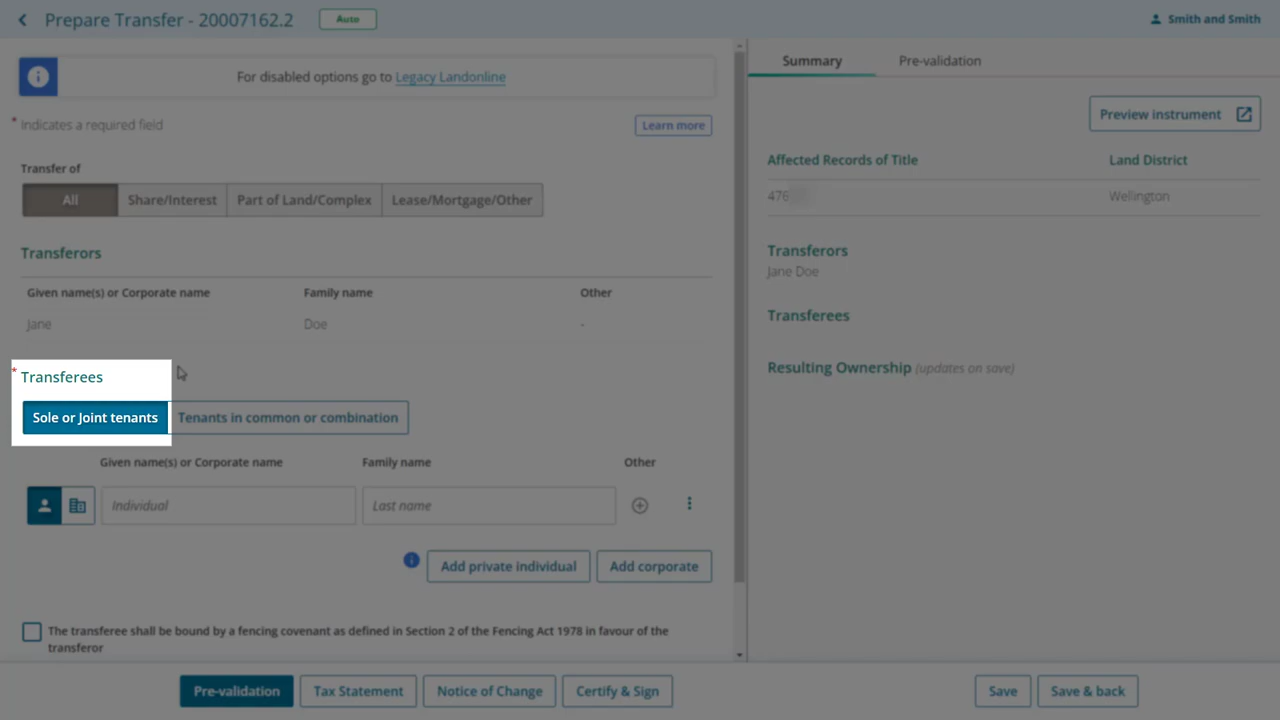 Prepare Transfer - 20007162.2
Auto
Smith and Smith
For disabled options go to Legacy Landonline
* Indicates a required field
Learn more
Transfer of
All
Share/Interest
Part of Land/Complex
Lease/Mortgage/Other
Transferors
Given name(s) or Corporate name
Family name
Other
Jane
Doe
-
* Transferees
Sole or Joint tenants
Tenants in common or combination
Given name(s) or Corporate name
Family name
Other
Individual
Last name
Add private individual
Add corporate
The transferee shall be bound by a fencing covenant as defined in Section 2 of the Fencing Act 1978 in favour of the
transferor
Summary
Pre-validation
Preview instrument
Affected Records of Title
Land District
476
Wellington
Transferors
Jane Doe
Transferees
Resulting Ownership (updates on save)
Pre-validation
Tax Statement
Notice of Change
Certify & Sign
Save
Save & back